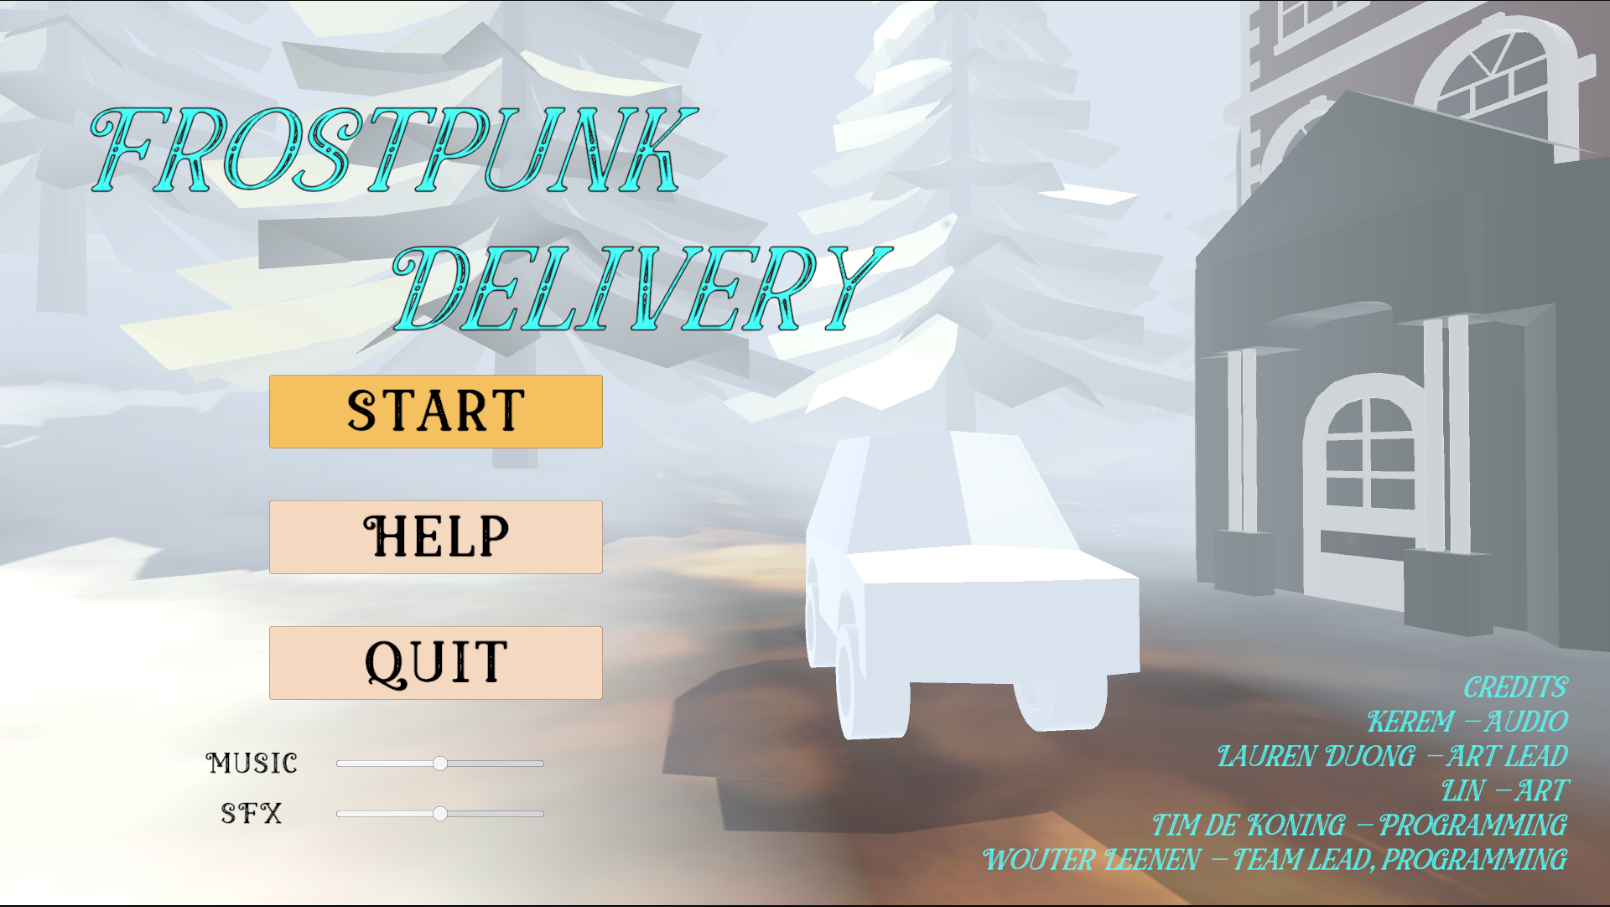 FROSTPUNK
DELIVERY
START
HELP
QUIT
MUSIC
SFX
CREDITS
KEREM – AUDIO
LAUREN DUONG – ART LEAD
LIN – ART
TIM DE KONING – PROGRAMMING
WOUTER LEENEN – TEAM LEAD, PROGRAMMING